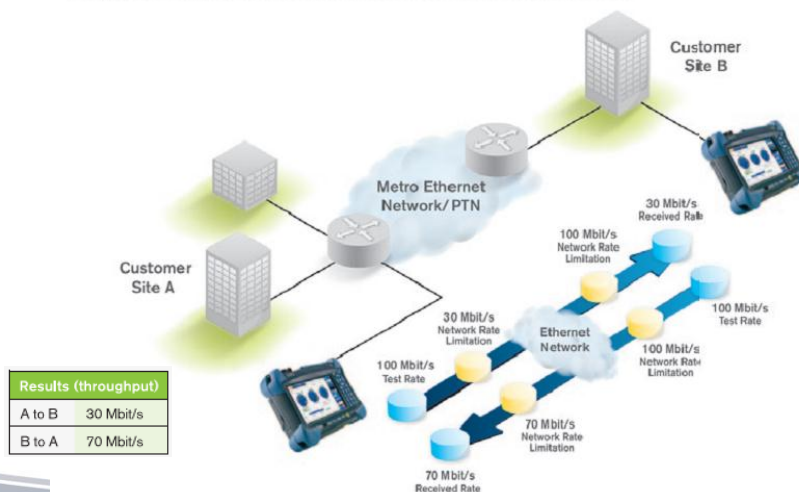 Customer
Site B
Metro Ethernet
Network/PTN
Customer
Site A
30 Mbit/s
Received Rate
100 Mbit/s
Network Rate
Limitation
30 Mbit/s
Network Rate
Limitation
Ethernet
Network
100 Mbit/s
Test Rate
100 Mbit/s
Network Rate
Limitation
100 Mbit/s
Test Rate
70 Mbit/s
Network Rate
Limitation
70 Mbit/s
Received Rate
Results (throughput)
A to B 30 Mbit/s
B to A 70 Mbit/s